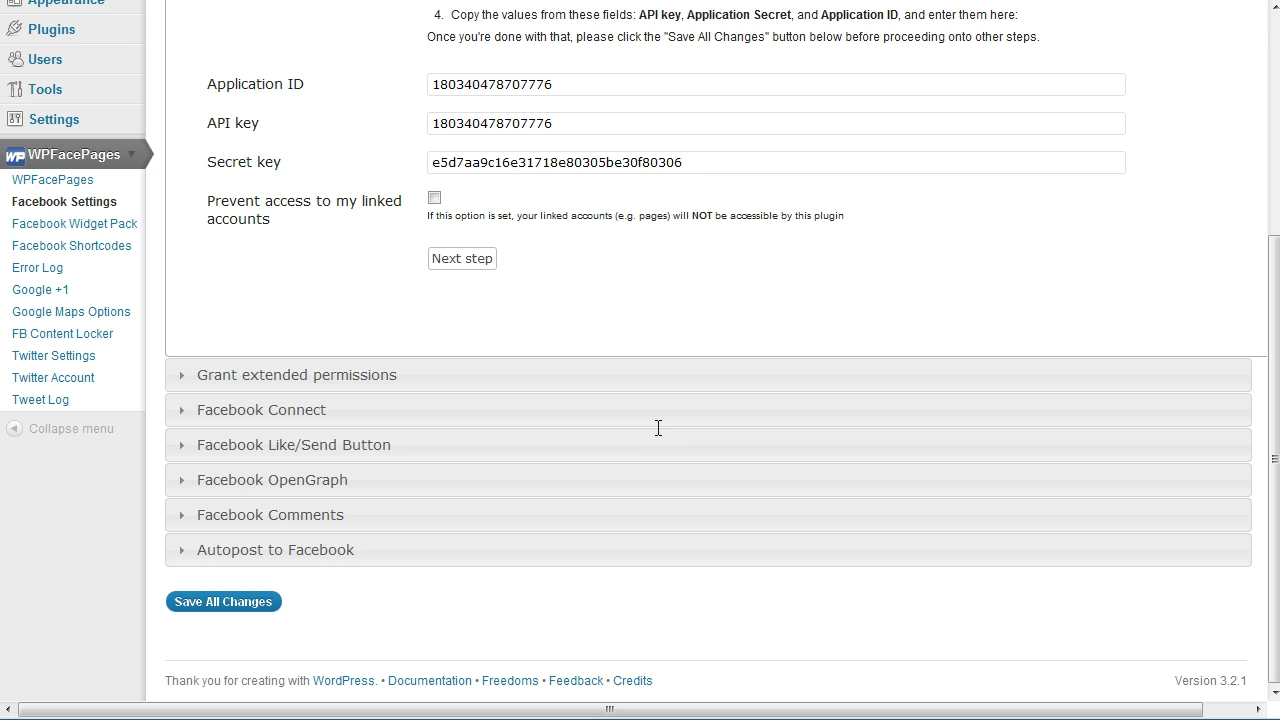 Appearance
Plugins
Users
Tools
Settings
WPFacePages
WPFacePages
Facebook Settings
Facebook Widget Pack
Facebook Shortcodes
Error Log
Google +1
Google Maps Options
FB Content Locker
Twitter Settings
Twitter Account
Tweet Log
Collapse menu
4. Copy the values from these fields: API key, Application Secret, and Application ID, and enter them here:
Once you're done with that, please click the "Save All Changes" button below before proceeding onto other steps.
Application ID
180340478707776
API key
180340478707776
Secret key
e5d7aa9c16e31718e80305be30f80306
Prevent access to my linked
accounts
If this option is set, your linked accounts (e.g. pages) will NOT be accessible by this plugin
Next step
Grant extended permissions
Facebook Connect
Facebook Like/Send Button
Facebook OpenGraph
Facebook Comments
Autopost to Facebook
Save All Changes
Thank you for creating with WordPress. • Documentation • Freedoms • Feedback • Credits
Version 3.2.1